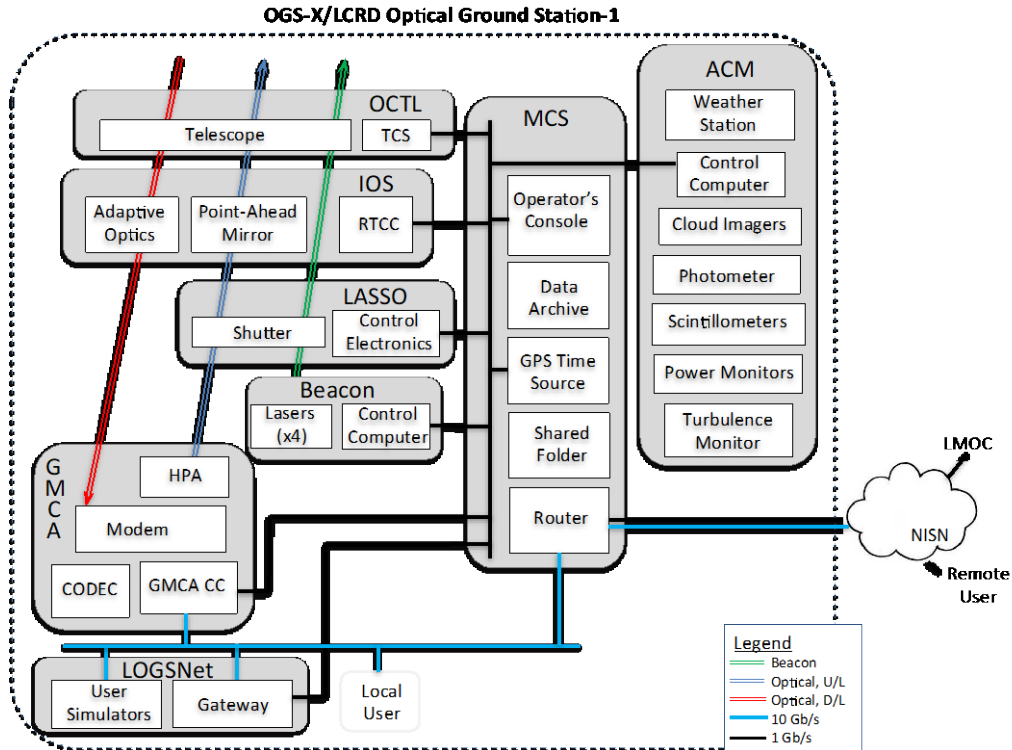 OGS-X/LCRD Optical Ground Station-1
OCTL
Telescope
TCS
IOS
Adaptive
Optics
Point-Ahead
Mirror
RTCC
LASSO
Shutter
Control
Electronics
Beacon
Lasers
(x4)
Control
Computer
GMCA
HPA
Modem
CODEC
GMCA CC
LOGSNet
User
Simulators
Gateway
Local
User
MCS
Operator’s
Console
Data
Archive
GPS Time
Source
Shared
Folder
Router
ACM
Weather
Station
Control
Computer
Cloud Imagers
Photometer
Scintillometers
Power Monitors
Turbulence
Monitor
LMOC
NISN
Remote
User
Legend
Beacon
Optical, U/L
Optical, D/L
10 Gb/s
1 Gb/s